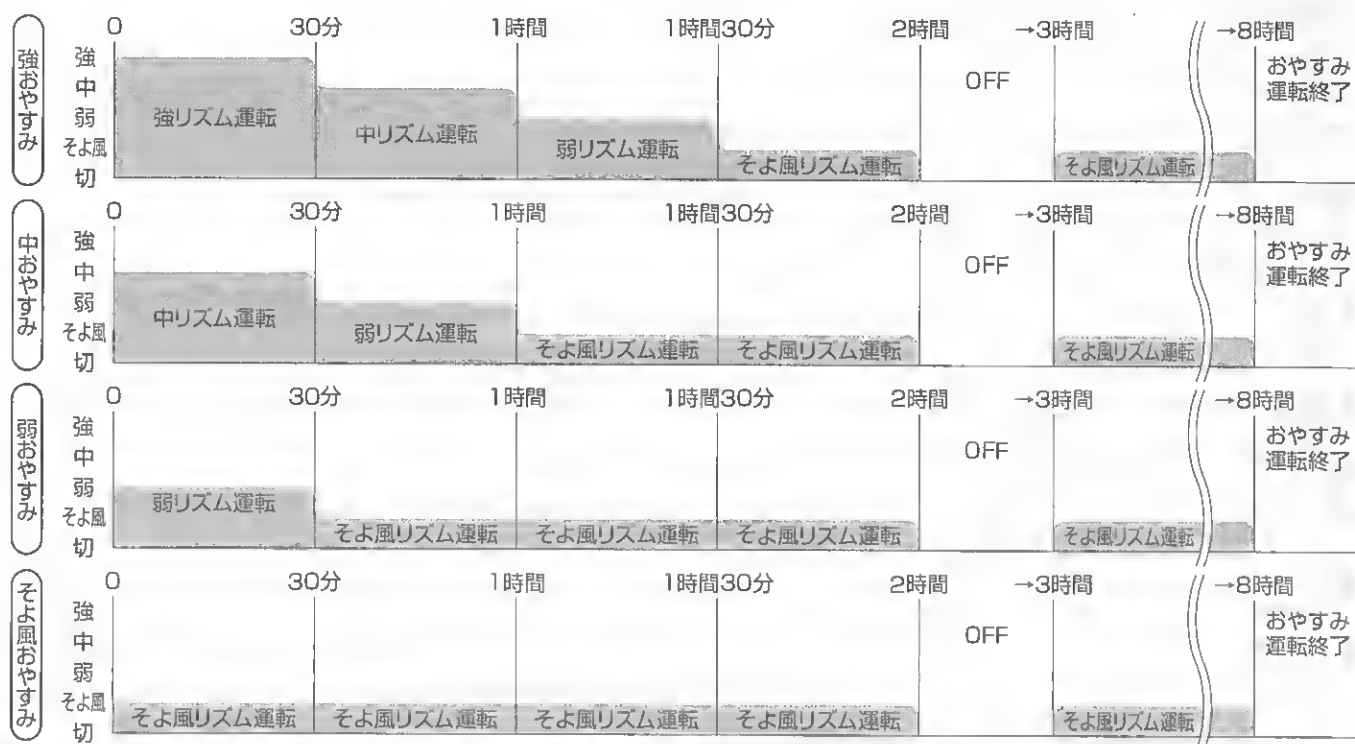 強おやすみ
0 30分 1時間 1時間30分 2時間 →3時間 →8時間
強
中
弱
そよ風
切
強リズム運転 中リズム運転 弱リズム運転 そよ風リズム運転 OFF そよ風リズム運転
おやすみ
運転終了
中おやすみ
0 30分 1時間 1時間30分 2時間 →3時間 →8時間
強
中
弱
そよ風
切
中リズム運転 弱リズム運転 そよ風リズム運転 そよ風リズム運転 OFF そよ風リズム運転
おやすみ
運転終了
弱おやすみ
0 30分 1時間 1時間30分 2時間 →3時間 →8時間
強
中
弱
そよ風
切
弱リズム運転 そよ風リズム運転 そよ風リズム運転 そよ風リズム運転 OFF そよ風リズム運転
おやすみ
運転終了
そよ風おやすみ
0 30分 1時間 1時間30分 2時間 →3時間 →8時間
強
中
弱
そよ風
切
そよ風リズム運転 そよ風リズム運転 そよ風リズム運転 そよ風リズム運転 OFF そよ風リズム運転
おやすみ
運転終了